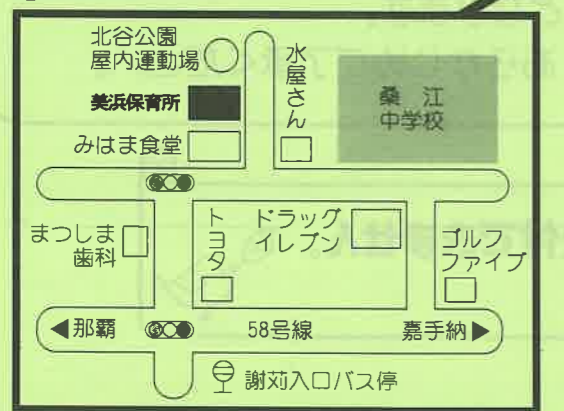 北谷公園
屋内運動場
美浜保育所
みはま食堂
水屋さん
桑江
中学校
まつしま
歯科
トヨタ
ドラッグ
イレブン
ゴルフ
ファイブ
◀那覇
58号線
嘉手納▶
謝苅入口バス停